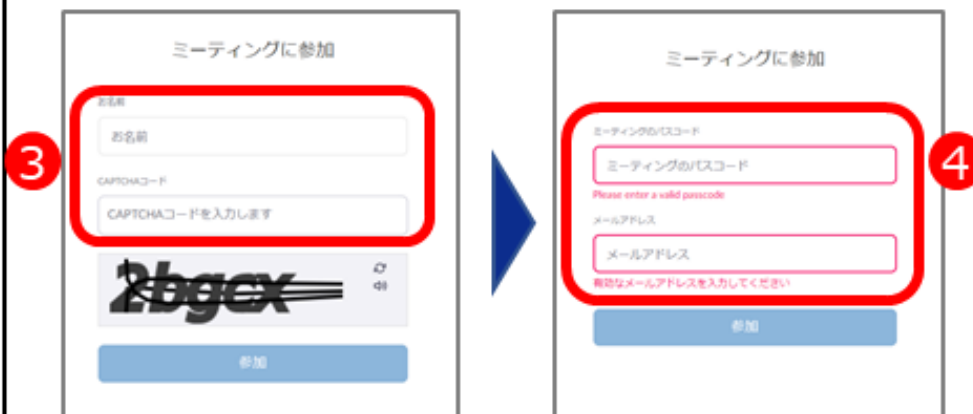 ミーティングに参加
3
お名前
お名前
CAPTCHAコード
CAPTCHAコードを入力します
2bgcx
参加
ミーティングに参加
4
ミーティングのパスコード
ミーティングのパスコード
Please enter a valid passcode
メールアドレス
メールアドレス
有効なメールアドレスを入力してください
参加